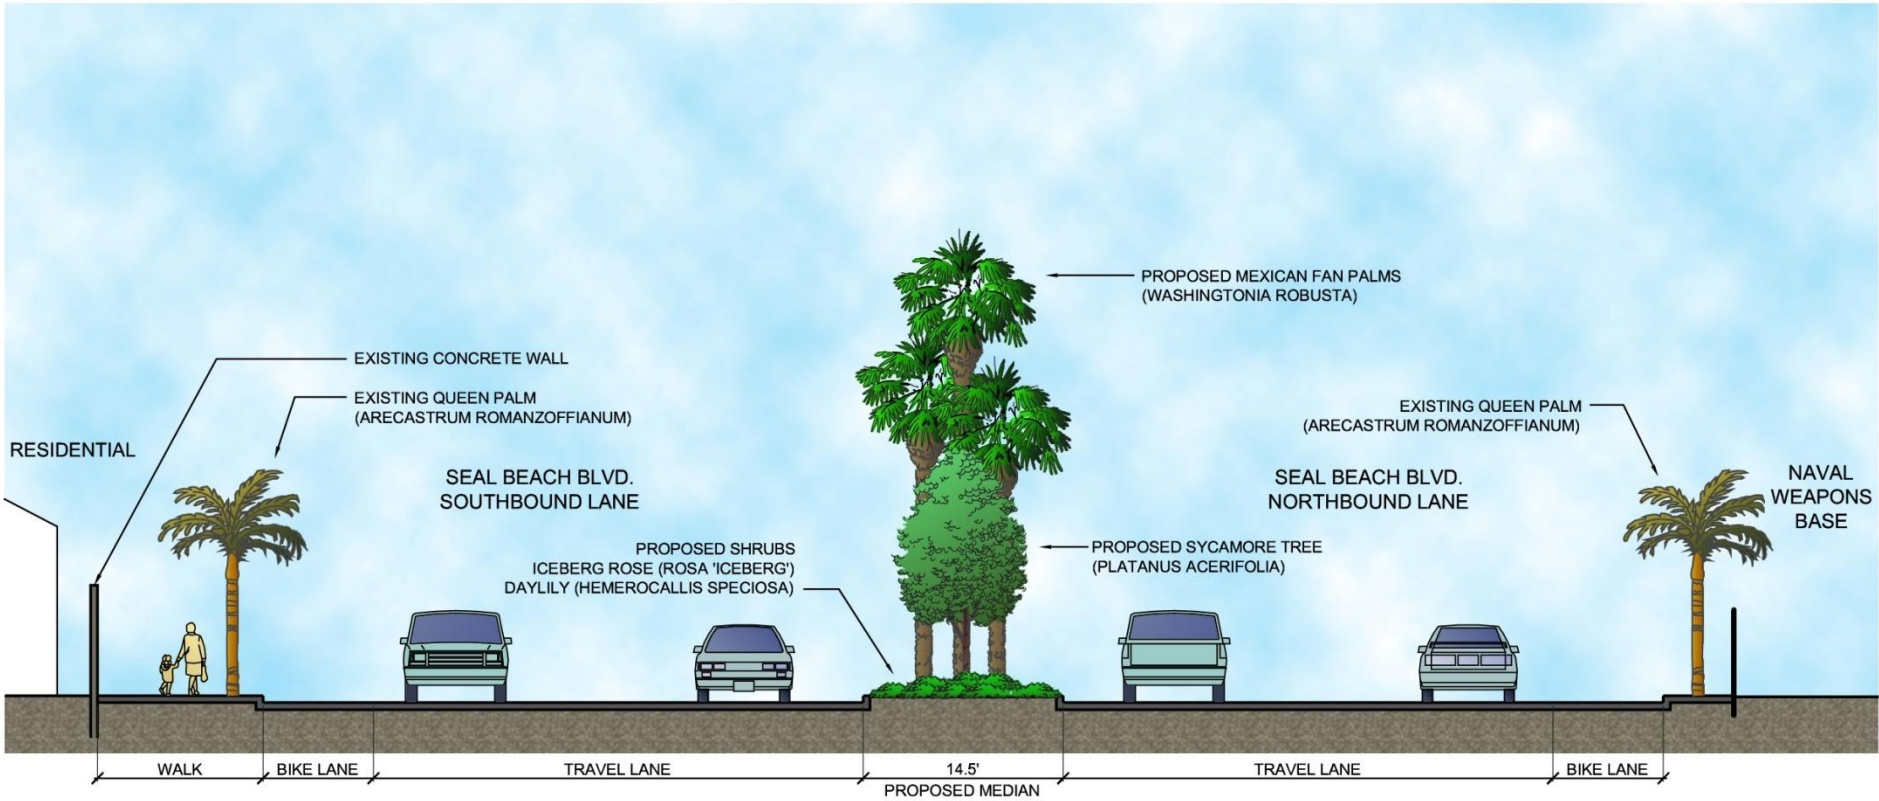 PROPOSED MEXICAN FAN PALMS
(WASHINGTONIA ROBUSTA)
EXISTING CONCRETE WALL
EXISTING QUEEN PALM
(ARECASTRUM ROMANZOFFIANUM)
EXISTING QUEEN PALM
(ARECASTRUM ROMANZOFFIANUM)
RESIDENTIAL
SEAL BEACH BLVD.
SOUTHBOUND LANE
SEAL BEACH BLVD.
NORTHBOUND LANE
NAVAL
WEAPONS
BASE
PROPOSED SHRUBS
ICEBERG ROSE (ROSA 'ICEBERG')
DAYLILY (HEMEROCALLIS SPECIOSA)
PROPOSED SYCAMORE TREE
(PLATANUS ACERIFOLIA)
WALK
BIKE LANE
TRAVEL LANE
14.5'
PROPOSED MEDIAN
TRAVEL LANE
BIKE LANE